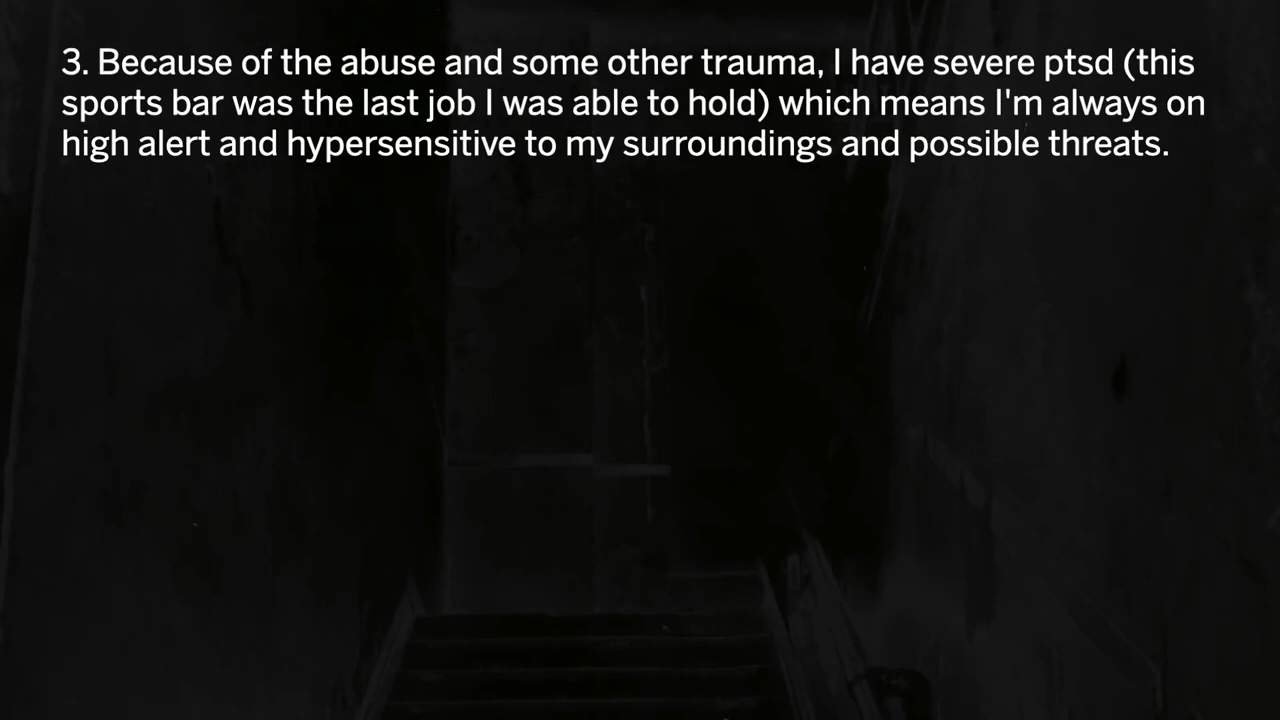 3. Because of the abuse and some other trauma, I have severe ptsd (this
sports bar was the last job I was able to hold) which means I'm always on
high alert and hypersensitive to my surroundings and possible threats.